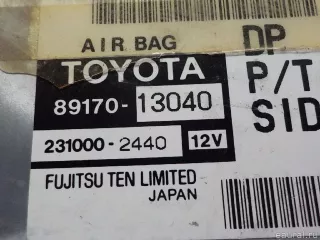 AIR BAG
DP
TOYOTA
P/T
89170-13040
SID
231000-2440 12V
FUJITSU TEN LIMITED
JAPAN